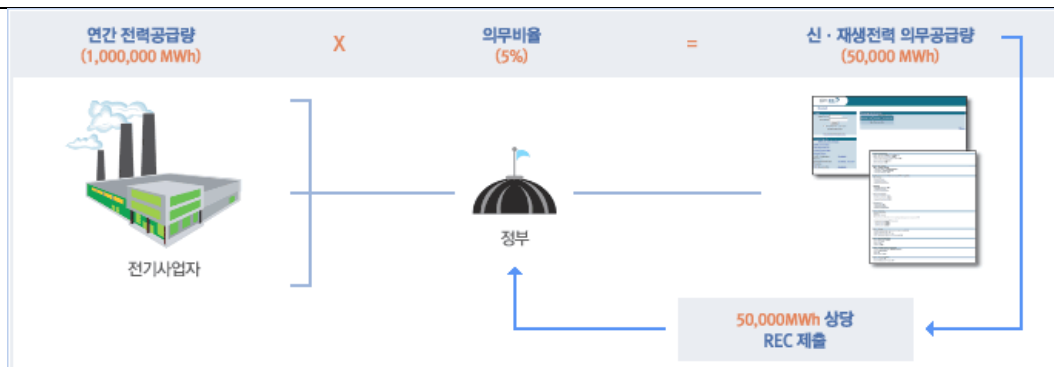 연간 전력공급량
(1,000,000 MWh)
X
의무비율
(5%)
=
신 · 재생전력 의무공급량
(50,000 MWh)
전기사업자
정부
50,000MWh 상당
REC 제출